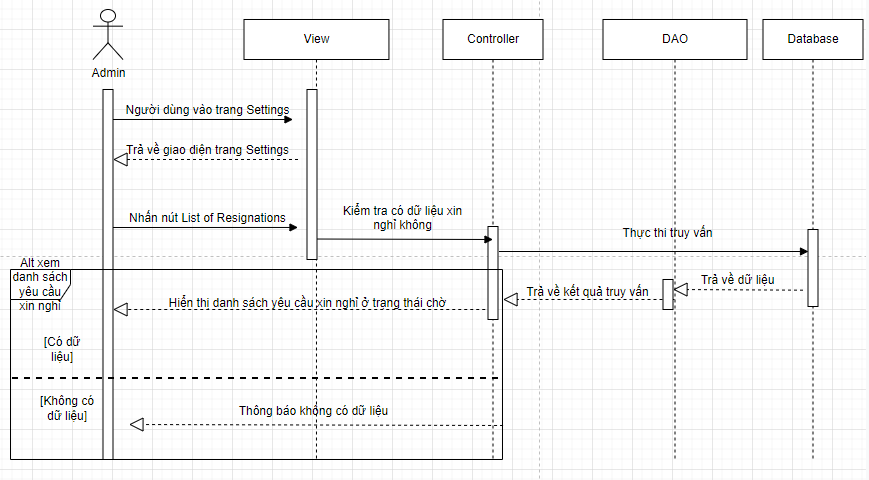 View
Controller
DAO
Database
Admin
Người dùng vào trang Settings
Trả về giao diện trang Settings
Nhấn nút List of Resignations
Kiểm tra có dữ liệu xin
nghỉ không
Thực thi truy vấn
Alt xem
danh sách
yêu cầu
xin nghỉ
Trả về dữ liệu
Trả về kết quả truy vấn
Hiển thị danh sách yêu cầu xin nghỉ ở trạng thái chờ
[Có dữ
liệu]
[Không có
dữ liệu]
Thông báo không có dữ liệu